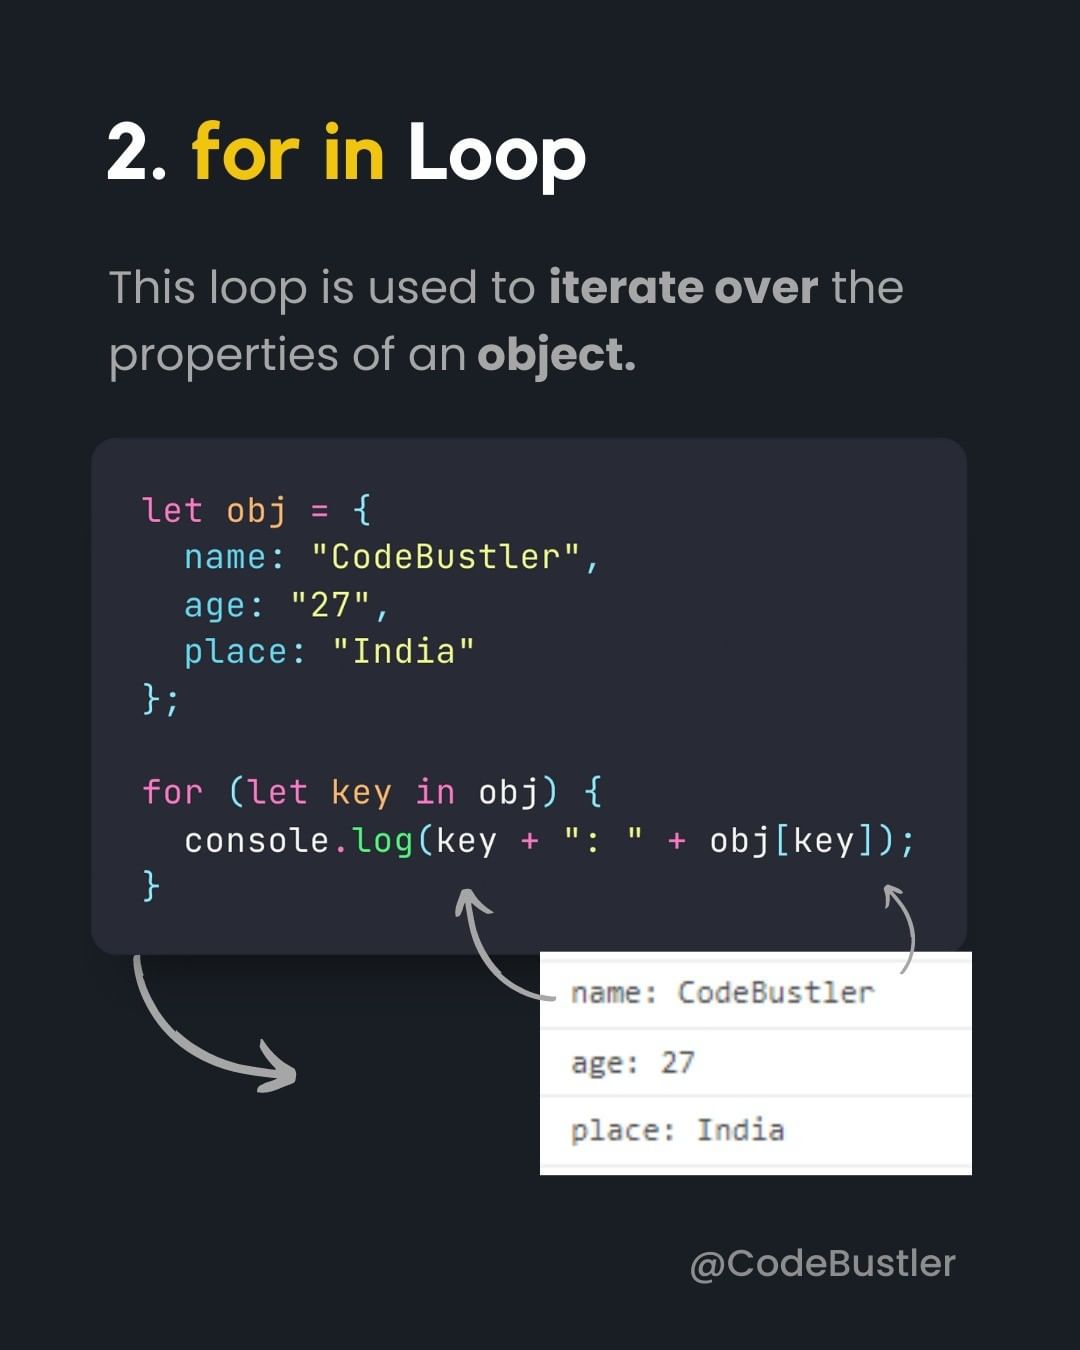 2. for in Loop
This loop is used to iterate over the
properties of an object.
let obj = {
  name: "CodeBustler",
  age: "27",
  place: "India"
};
for (let key in obj) {
  console.log(key + ": " + obj[key]);
}
name: CodeBustler
age: 27
place: India
@CodeBustler